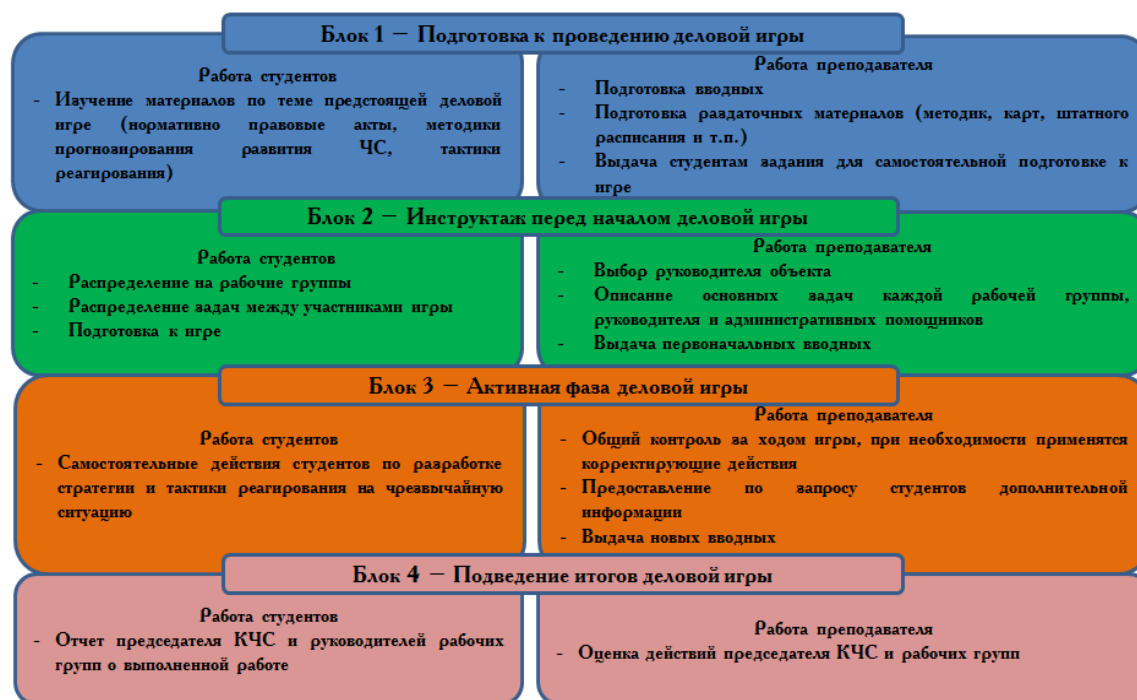 Блок 1 – Подготовка к проведению деловой игры
Работа студентов
- Изучение материалов по теме предстоящей деловой
игре (нормативно правовые акты, методики
прогнозирования развития ЧС, тактики
реагирования)
Работа преподавателя
- Подготовка вводных
- Подготовка раздаточных материалов (методик, карт, штатного
расписания и т.п.)
- Выдача студентам задания для самостоятельной подготовке к
игре
Блок 2 – Инструктаж перед началом деловой игры
Работа студентов
- Распределение на рабочие группы
- Распределение задач между участниками игры
- Подготовка к игре
Работа преподавателя
- Выбор руководителя объекта
- Описание основных задач каждой рабочей группы,
руководителя и административных помощников
- Выдача первоначальных вводных
Блок 3 – Активная фаза деловой игры
Работа студентов
- Самостоятельные действия студентов по разработке
стратегии и тактики реагирования на чрезвычайную
ситуацию
Работа преподавателя
- Общий контроль за ходом игры, при необходимости применятся
корректирующие действия
- Предоставление по запросу студентов дополнительной
информации
- Выдача новых вводных
Блок 4 – Подведение итогов деловой игры
Работа студентов
- Отчет председателя КЧС и руководителей рабочих
групп о выполненной работе
Работа преподавателя
- Оценка действий председателя КЧС и рабочих групп